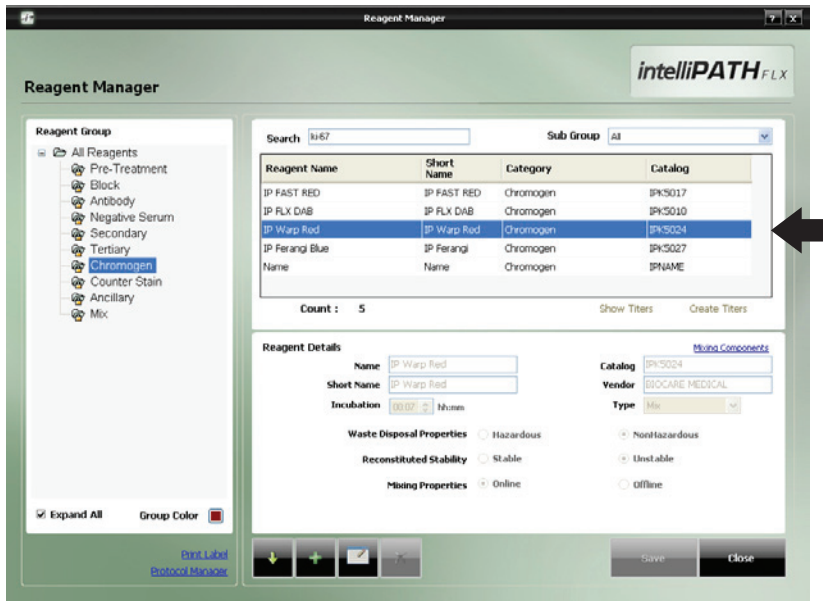 Reagent Manager
? X
intelliPATH FLX
Reagent Manager
Reagent Group
All Reagents
Pre-Treatment
Block
Antibody
Negative Serum
Secondary
Tertiary
Chromogen
Counter Stain
Ancillary
Mix
Expand All Group Color
Print Label
Protocol Manager
Search ki-67 Sub Group All
Reagent Name Short Name Category Catalog
IP FAST RED IP FAST RED Chromogen IPK5017
IP FLX DAB IP FLX DAB Chromogen IPK5010
IP Warp Red IP Warp Red Chromogen IPK5024
IP Ferangi Blue IP Ferangi Chromogen IPK5027
Name Name Chromogen IPNAME
Count : 5 Show Titers Create Titers
Reagent Details Mixing Components
Name IP Warp Red Catalog IPK5024
Short Name IP Warp Red Vendor BIOCARE MEDICAL
Incubation 00:07 hh:mm Type Mix
Waste Disposal Properties Hazardous NonHazardous
Reconstituted Stability Stable Unstable
Mixing Properties Online Offline
Save Close